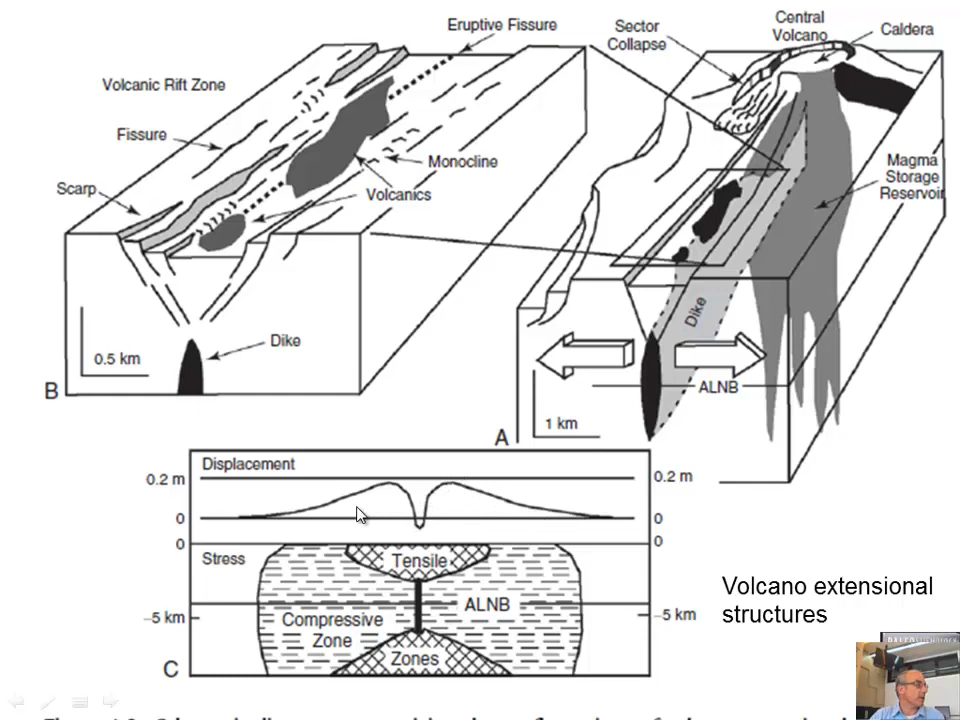 Eruptive Fissure
Volcanic Rift Zone
Fissure
Scarp
Monocline
Volcanics
Dike
0.5 km
B
Sector
Collapse
Central
Volcano
Caldera
Magma
Storage
Reservoir
Dike
ALNB
1 km
A
Displacement
0.2 m
0.2 m
0
0
0
0
Stress
Tensile
ALNB
–5 km
–5 km
Compressive
Zone
Zones
C
Volcano extensional
structures